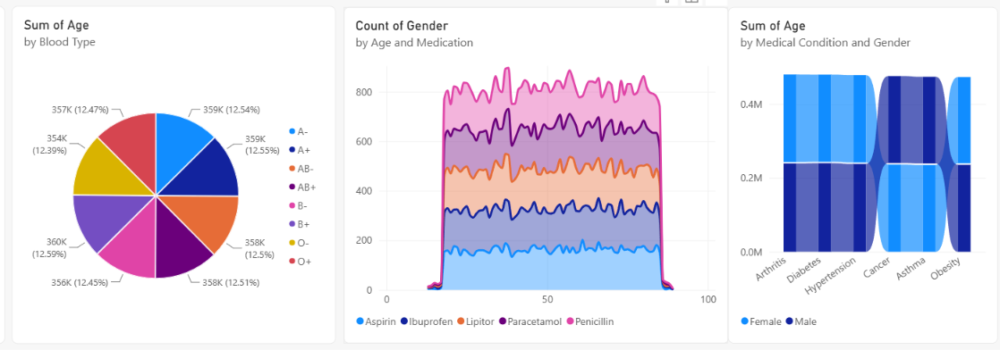 Sum of Age
by Blood Type
357K (12.47%)
359K (12.54%)
354K
(12.39%)
359K
(12.55%)
360K
(12.59%)
358K
(12.5%)
356K (12.45%)
358K (12.51%)
A-
A+
AB-
AB+
B-
B+
O-
O+
Count of Gender
by Age and Medication
800
600
400
200
0
0
50
100
Aspirin
Ibuprofen
Lipitor
Paracetamol
Penicillin
Sum of Age
by Medical Condition and Gender
0.4M
0.2M
0.0M
Arthritis
Diabetes
Hypertension
Cancer
Asthma
Obesity
Female
Male